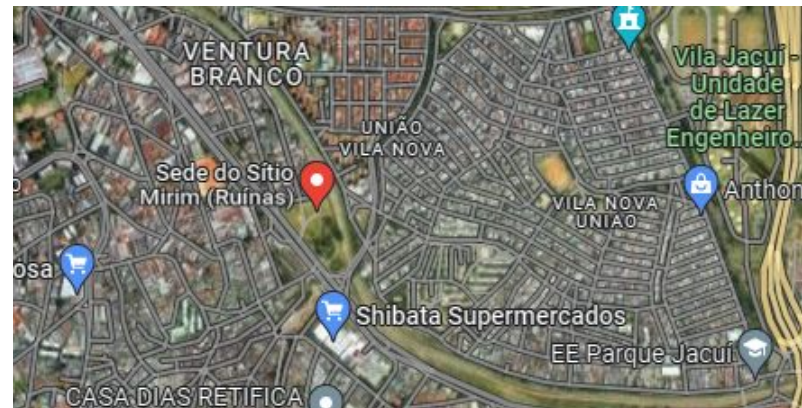 VENTURA
BRANCO
Vila Jacuí -
Unidade
de Lazer
Engenheiro...
UNIÃO
VILA NOVA
Sede do Sítio
Mirim (Ruínas)
VILA NOVA
UNIAO
Anthon
osa
Shibata Supermercados
EE Parque Jacuí
CASA DIAS RETIFICA